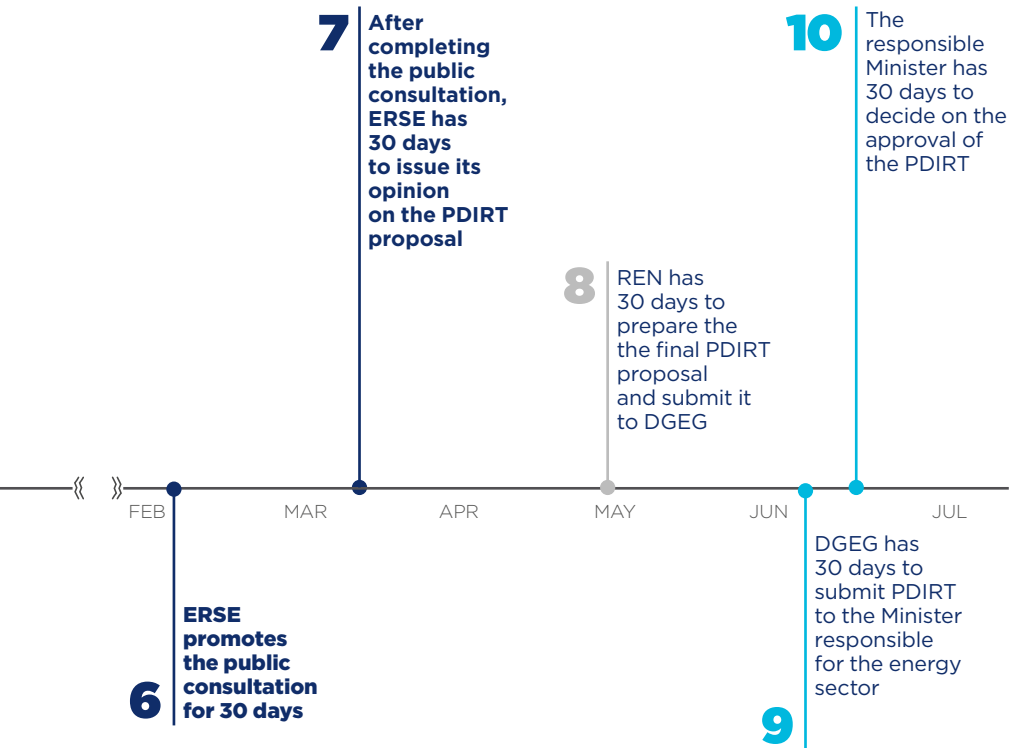 7
After
completing
the public
consultation,
ERSE has
30 days
to issue its
opinion
on the PDIRT
proposal
10
The
responsible
Minister has
30 days to
decide on the
approval of
the PDIRT
8
REN has
30 days to
prepare the
the final PDIRT
proposal
and submit it
to DGEG
FEB MAR APR MAY JUN JUL
6
ERSE
promotes
the public
consultation
for 30 days
9
DGEG has
30 days to
submit PDIRT
to the Minister
responsible
for the energy
sector